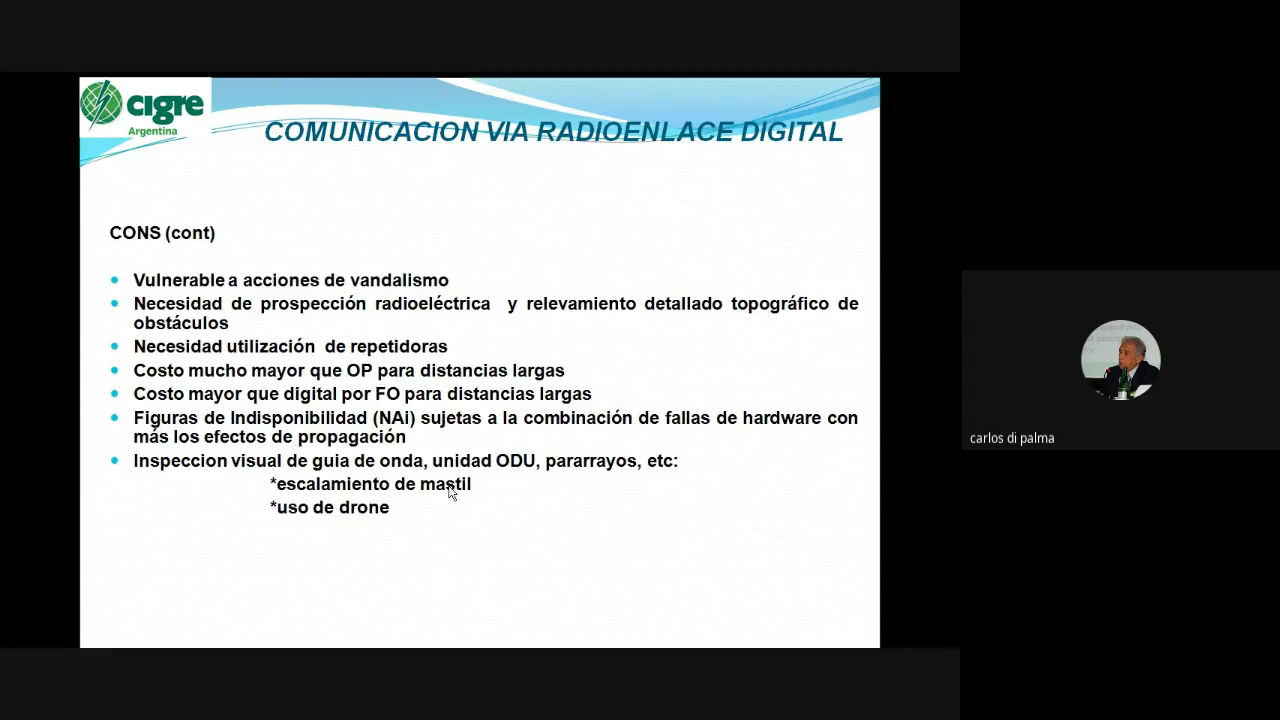 cigre
Argentina
COMUNICACION VIA RADIOENLACE DIGITAL
CONS (cont)
• Vulnerable a acciones de vandalismo
• Necesidad de prospección radioeléctrica y relevamiento detallado topográfico de
obstáculos
• Necesidad utilización de repetidoras
• Costo mucho mayor que OP para distancias largas
• Costo mayor que digital por FO para distancias largas
• Figuras de Indisponibilidad (NAi) sujetas a la combinación de fallas de hardware con
más los efectos de propagación
• Inspeccion visual de guia de onda, unidad ODU, pararrayos, etc:
*escalamiento de mastil
*uso de drone
carlos di palma